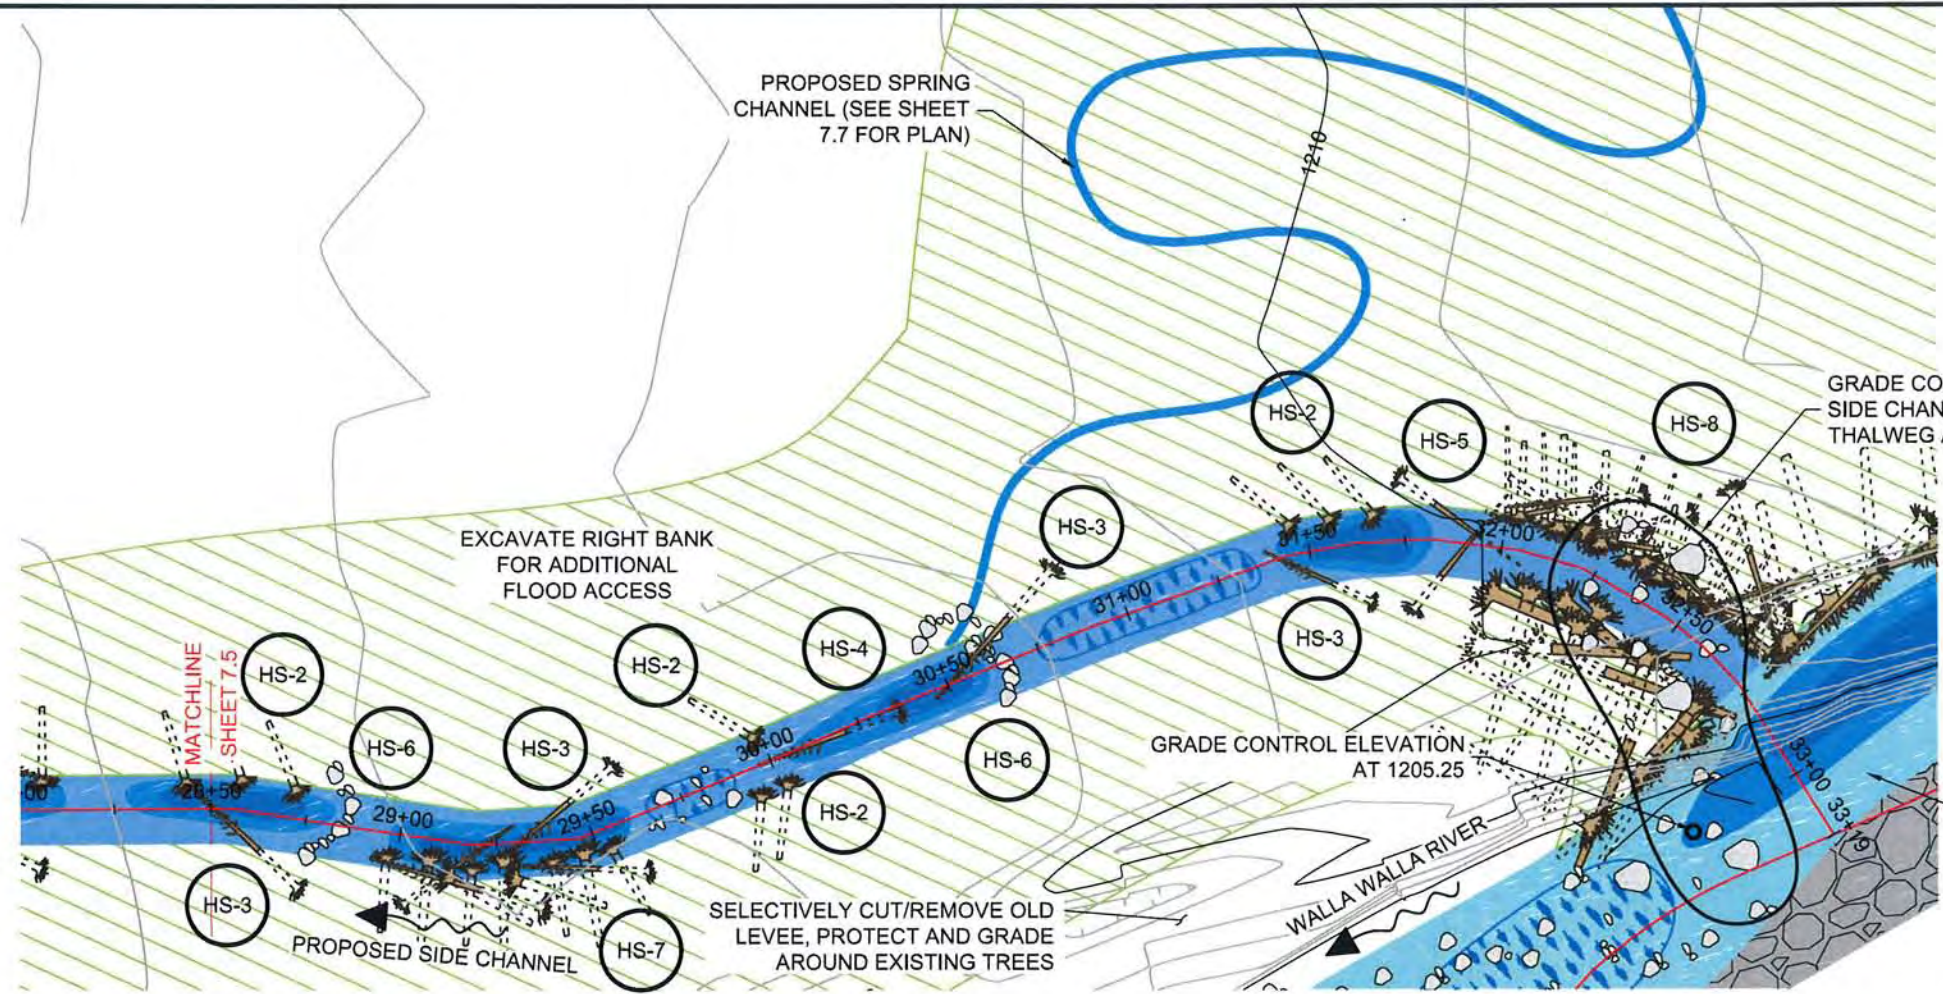 PROPOSED SPRING
CHANNEL (SEE SHEET
7.7 FOR PLAN)
1210
GRADE CO
SIDE CHAN
THALWEG
HS-2
HS-5
HS-8
HS-3
EXCAVATE RIGHT BANK
FOR ADDITIONAL
FLOOD ACCESS
31+50
32+00
32+50
31+00
HS-3
HS-4
HS-2
30+50
MATCHLINE
SHEET 7.5
HS-2
HS-6
HS-3
30+00
HS-6
GRADE CONTROL ELEVATION
AT 1205.25
33+00
33+19
+00
28+50
29+00
29+50
HS-2
HS-3
WALLA WALLA RIVER
SELECTIVELY CUT/REMOVE OLD
LEVEE, PROTECT AND GRADE
AROUND EXISTING TREES
PROPOSED SIDE CHANNEL
HS-7